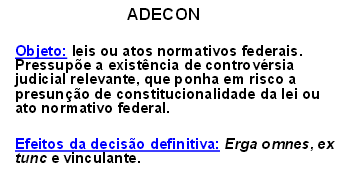 ADECON
Objeto: leis ou atos normativos federais.
Pressupõe a existência de controvérsia
judicial relevante, que ponha em risco a
presunção de constitucionalidade da lei ou
ato normativo federal.
Efeitos da decisão definitiva: Erga omnes, ex
tunc e vinculante.